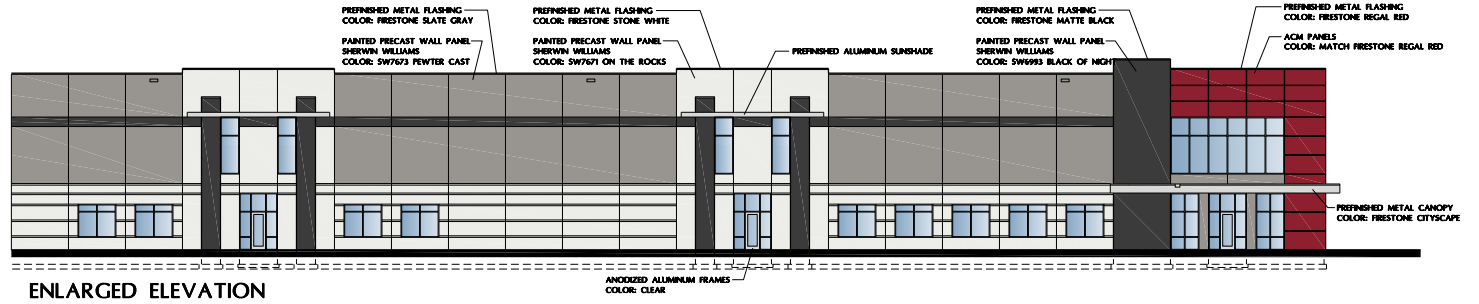 PREFINISHED METAL FLASHING
COLOR: FIRESTONE SLATE GRAY
PAINTED PRECAST WALL PANEL
SHERWIN WILLIAMS
COLOR: SW7673 PEWTER CAST
PREFINISHED METAL FLASHING
COLOR: FIRESTONE STONE WHITE
PAINTED PRECAST WALL PANEL
SHERWIN WILLIAMS
COLOR: SW7671 ON THE ROCKS
PREFINISHED ALUMINUM SUNSHADE
PREFINISHED METAL FLASHING
COLOR: FIRESTONE MATTE BLACK
PAINTED PRECAST WALL PANEL
SHERWIN WILLIAMS
COLOR: SW6993 BLACK OF NIGHT
PREFINISHED METAL FLASHING
COLOR: FIRESTONE REGAL RED
ACM PANELS
COLOR: MATCH FIRESTONE REGAL RED
PREFINISHED METAL CANOPY
COLOR: FIRESTONE CITYSCAPE
ANODIZED ALUMINUM FRAMES
COLOR: CLEAR
ENLARGED ELEVATION